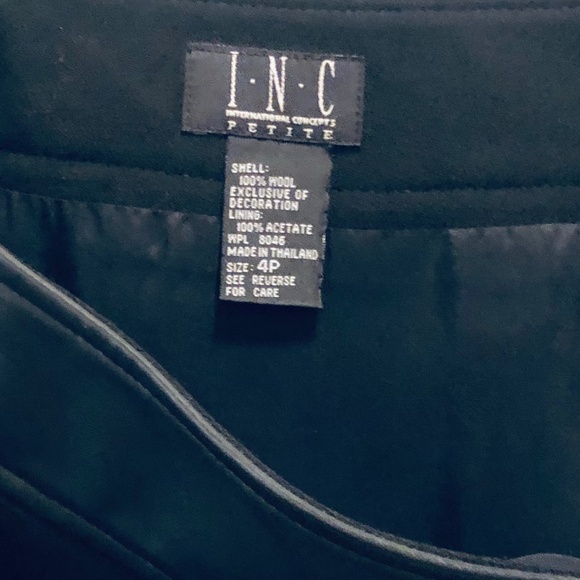 I·N·C
INTERNATIONAL CONCEPTS
PETITE
SHELL:
100% WOOL
EXCLUSIVE OF
DECORATION
LINING:
100% ACETATE
WPL 8046
MADE IN THAILAND
SIZE: 4P
SEE REVERSE
FOR CARE